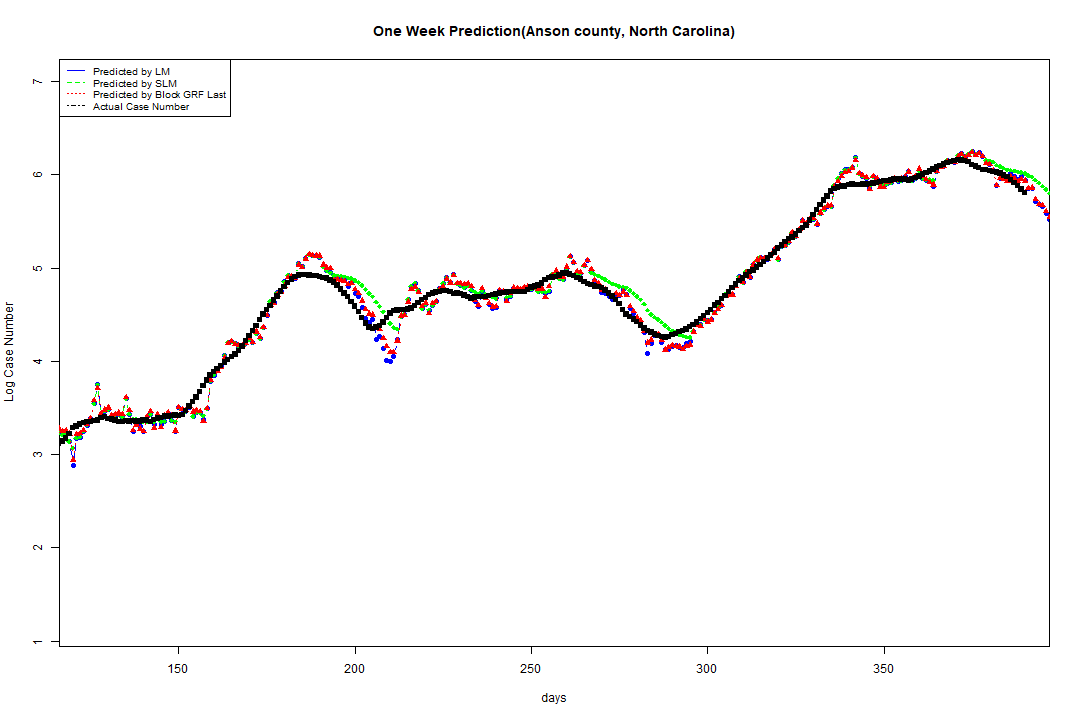 One Week Prediction(Anson county, North Carolina)
Predicted by LM
Predicted by SLM
Predicted by Block GRF Last
Actual Case Number
7
6
5
4
3
2
1
Log Case Number
150 200 250 300 350
days